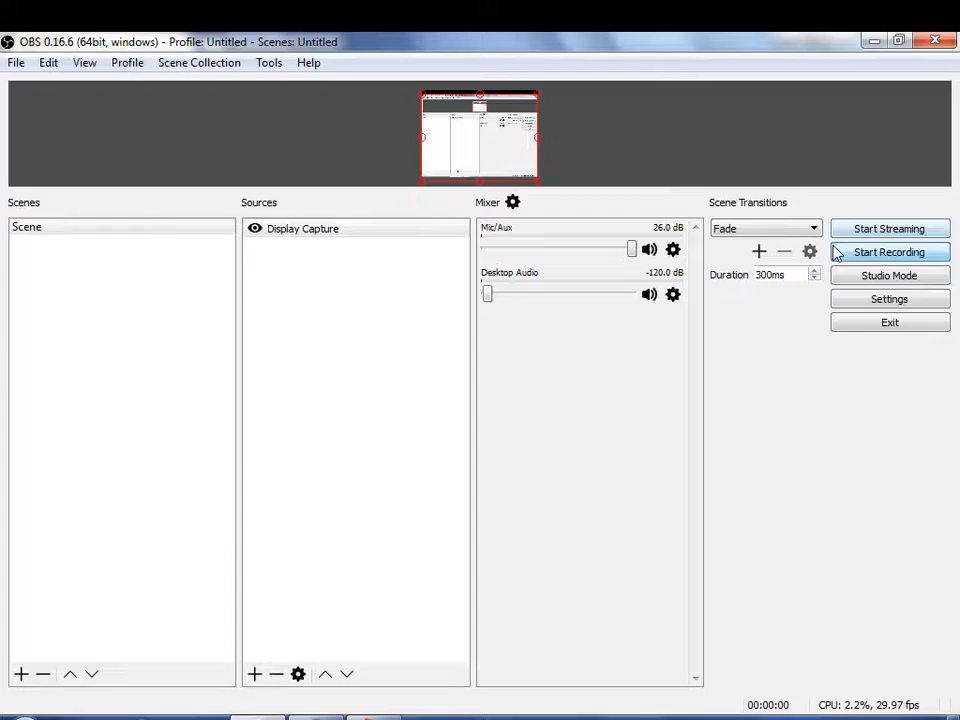 OBS 0.16.6 (64bit, windows) - Profile: Untitled - Scenes: Untitled
File Edit View Profile Scene Collection Tools Help
Scenes Sources Mixer Scene Transitions
Scene
Display Capture
Mic/Aux 26.0 dB
Desktop Audio -120.0 dB
Fade
Duration 300ms
Start Streaming
Start Recording
Studio Mode
Settings
Exit
00:00:00 CPU: 2.2%, 29.97 fps